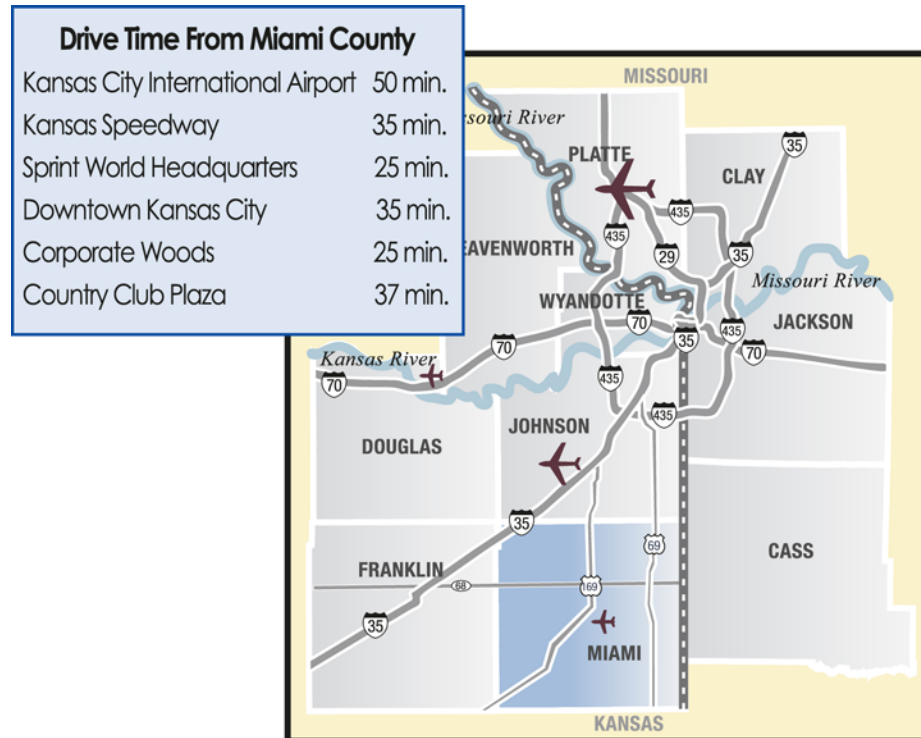 Drive Time From Miami County
Kansas City International Airport 50 min.
Kansas Speedway 35 min.
Sprint World Headquarters 25 min.
Downtown Kansas City 35 min.
Corporate Woods 25 min.
Country Club Plaza 37 min.
MISSOURI
ssouri River
PLATTE
CLAY
35
435
435
EAVENWORTH
29
35
Missouri River
WYANDOTTE
70
JACKSON
35
435
70
70
Kansas River
70
435
435
JOHNSON
DOUGLAS
35
69
CASS
FRANKLIN
68
169
35
MIAMI
KANSAS